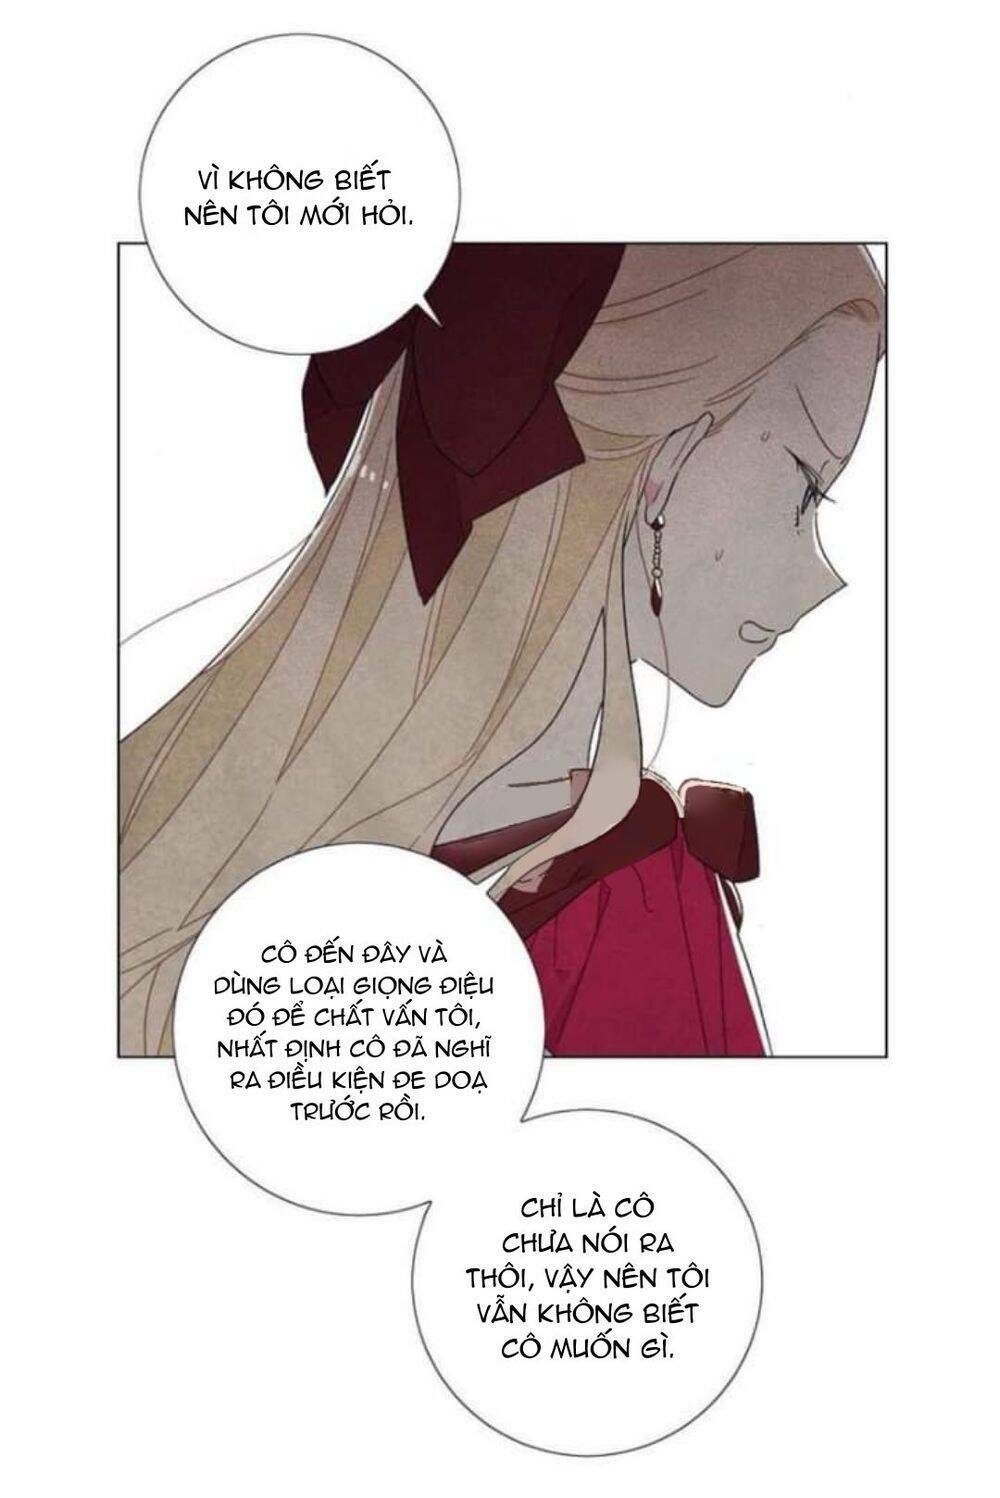 VÌ KHÔNG BIẾT
NÊN TÔI MỚI HỎI.
CÔ ĐẾN ĐÂY VÀ
DÙNG LOẠI GIỌNG ĐIỆU
ĐÓ ĐỂ CHẤT VẤN TÔI,
NHẤT ĐỊNH CÔ ĐÃ NGHĨ
RA ĐIỀU KIỆN ĐE DOẠ
TRƯỚC RỒI.
CHỈ LÀ CÔ
CHƯA NÓI RA
THÔI, VẬY NÊN TÔI
VẪN KHÔNG BIẾT
CÔ MUỐN GÌ.